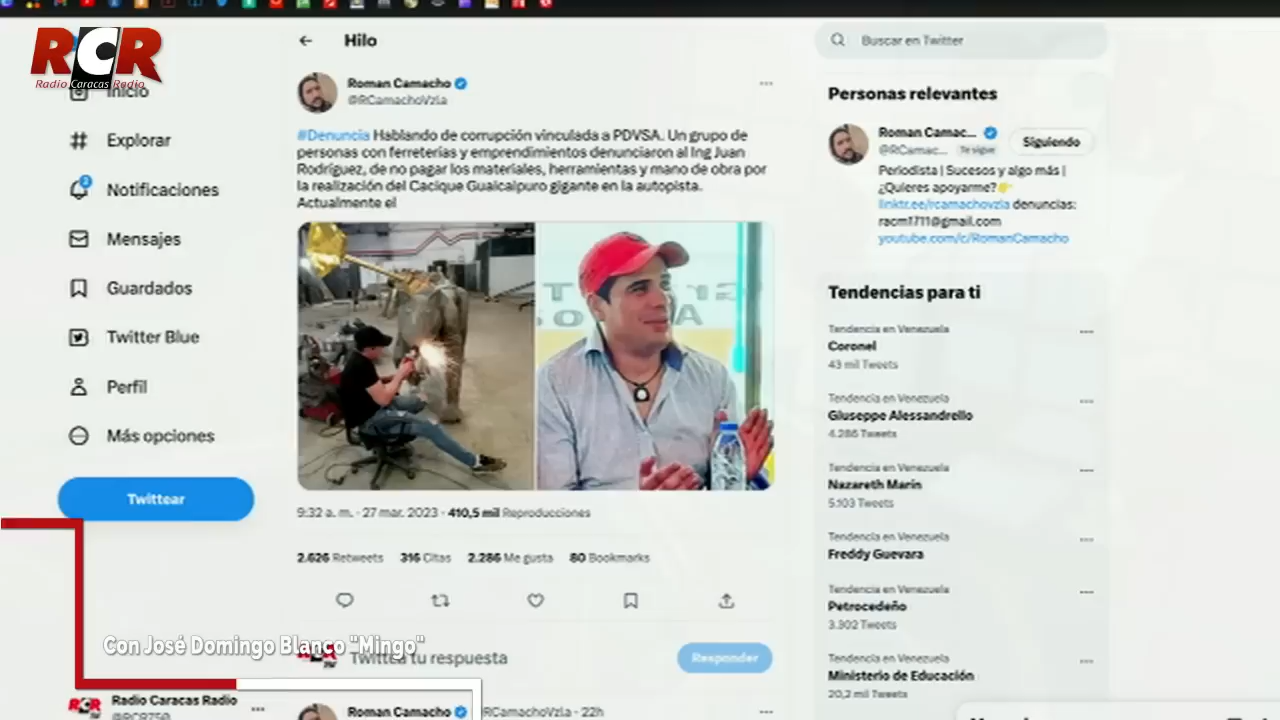 RCR
Radio Caracas Radio
Inicio
Explorar
Notificaciones
2
Mensajes
Guardados
Twitter Blue
Perfil
Más opciones
Twittear
Con José Domingo Blanco "Mingo"
Radio Caracas Radio
@RCR750
Hilo
Roman Camacho
@RCamachoVzla
#Denuncia Hablando de corrupción vinculada a PDVSA. Un grupo de
personas con ferreterías y emprendimientos denunciaron al Ing Juan
Rodríguez, de no pagar los materiales, herramientas y mano de obra por
la realización del Cacique Guaicaipuro gigante en la autopista.
Actualmente el
9:32 a. m. · 27 mar. 2023 · 410,5 mil Reproducciones
2.626 Retweets 316 Citas 2.286 Me gusta 80 Bookmarks
Twittea tu respuesta
Responder
Roman Camacho
RCamachoVzla · 22h
Buscar en Twitter
Personas relevantes
Roman Camac...
@RCamac... Te sigue
Siguiendo
Periodista | Sucesos y algo más |
¿Quieres apoyarme?👉
linktr.ee/rcamachovzla denuncias:
racm1711@gmail.com
youtube.com/c/RomanCamacho
Tendencias para ti
Tendencia en Venezuela
Coronel
43 mil Tweets
Tendencia en Venezuela
Giuseppe Alessandrello
4.286 Tweets
Tendencia en Venezuela
Nazareth Marin
5.103 Tweets
Tendencia en Venezuela
Freddy Guevara
Tendencia en Venezuela
Petrocedeño
3.302 Tweets
Tendencia en Venezuela
Ministerio de Educación
20,2 mil Tweets